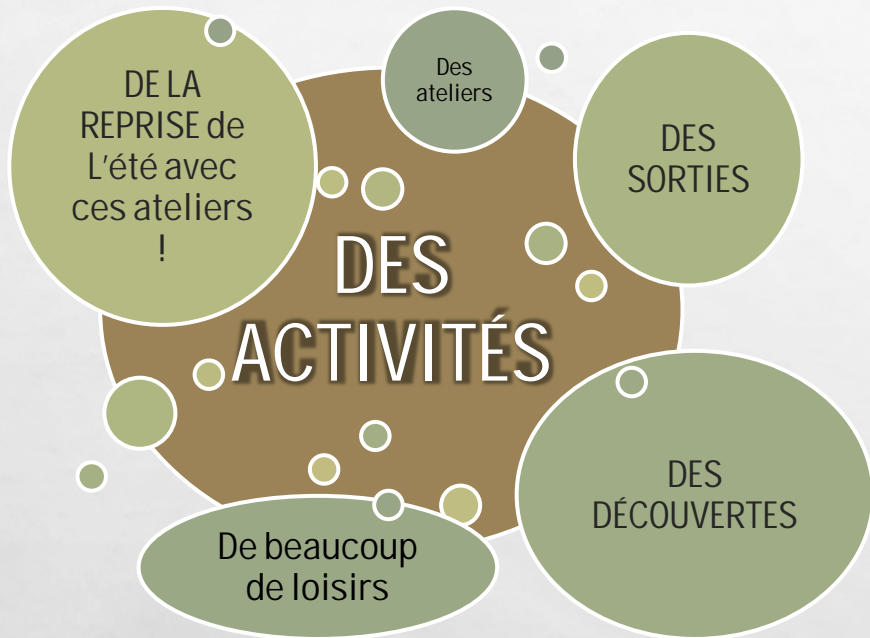 DE LA
REPRISE de
L'été avec
ces ateliers
!
Des
ateliers
DES
SORTIES
DES
ACTIVITÉS
DES
DÉCOUVERTES
De beaucoup
de loisirs